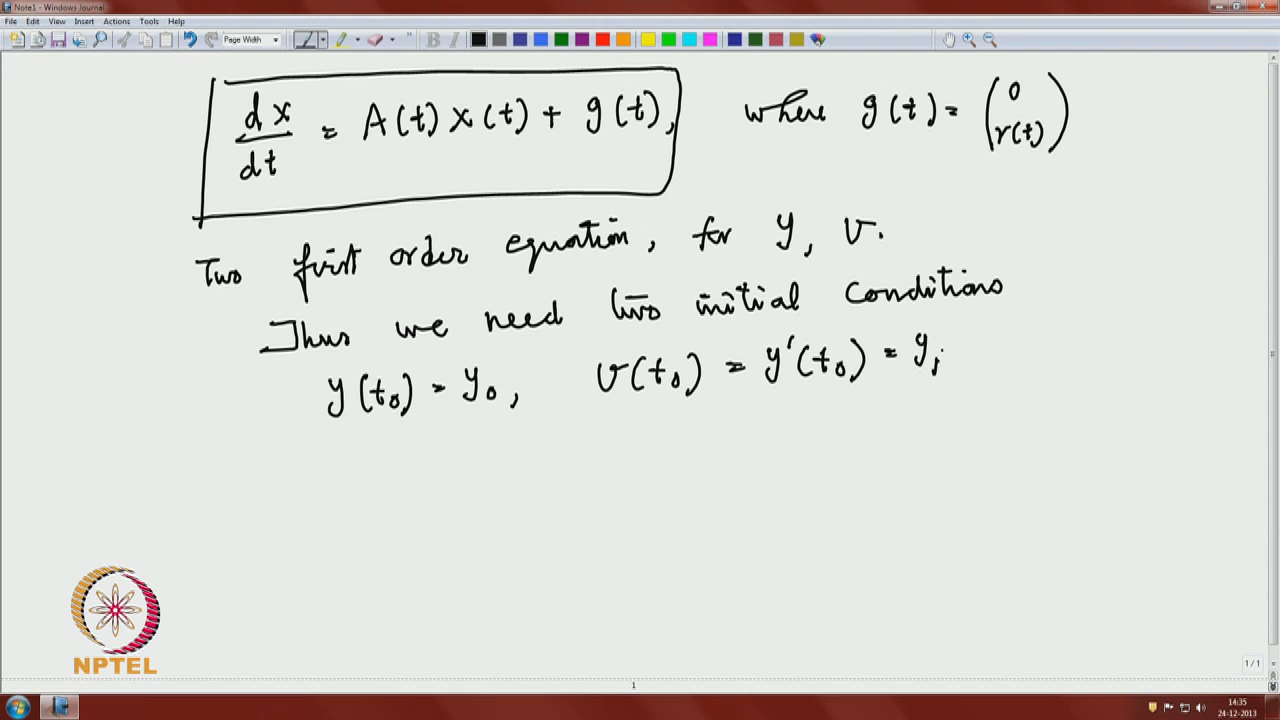 Note1 - Windows Journal
File Edit View Insert Actions Tools Help
Page Width
dx/dt = A(t) x(t) + g(t), where g(t) = (0 r(t))
Two first order equation, for y, v.
Thus we need two initial conditions
y(t₀) = y₀, v(t₀) = y'(t₀) = y₁
NPTEL
1/1
1
14:35
24-12-2013